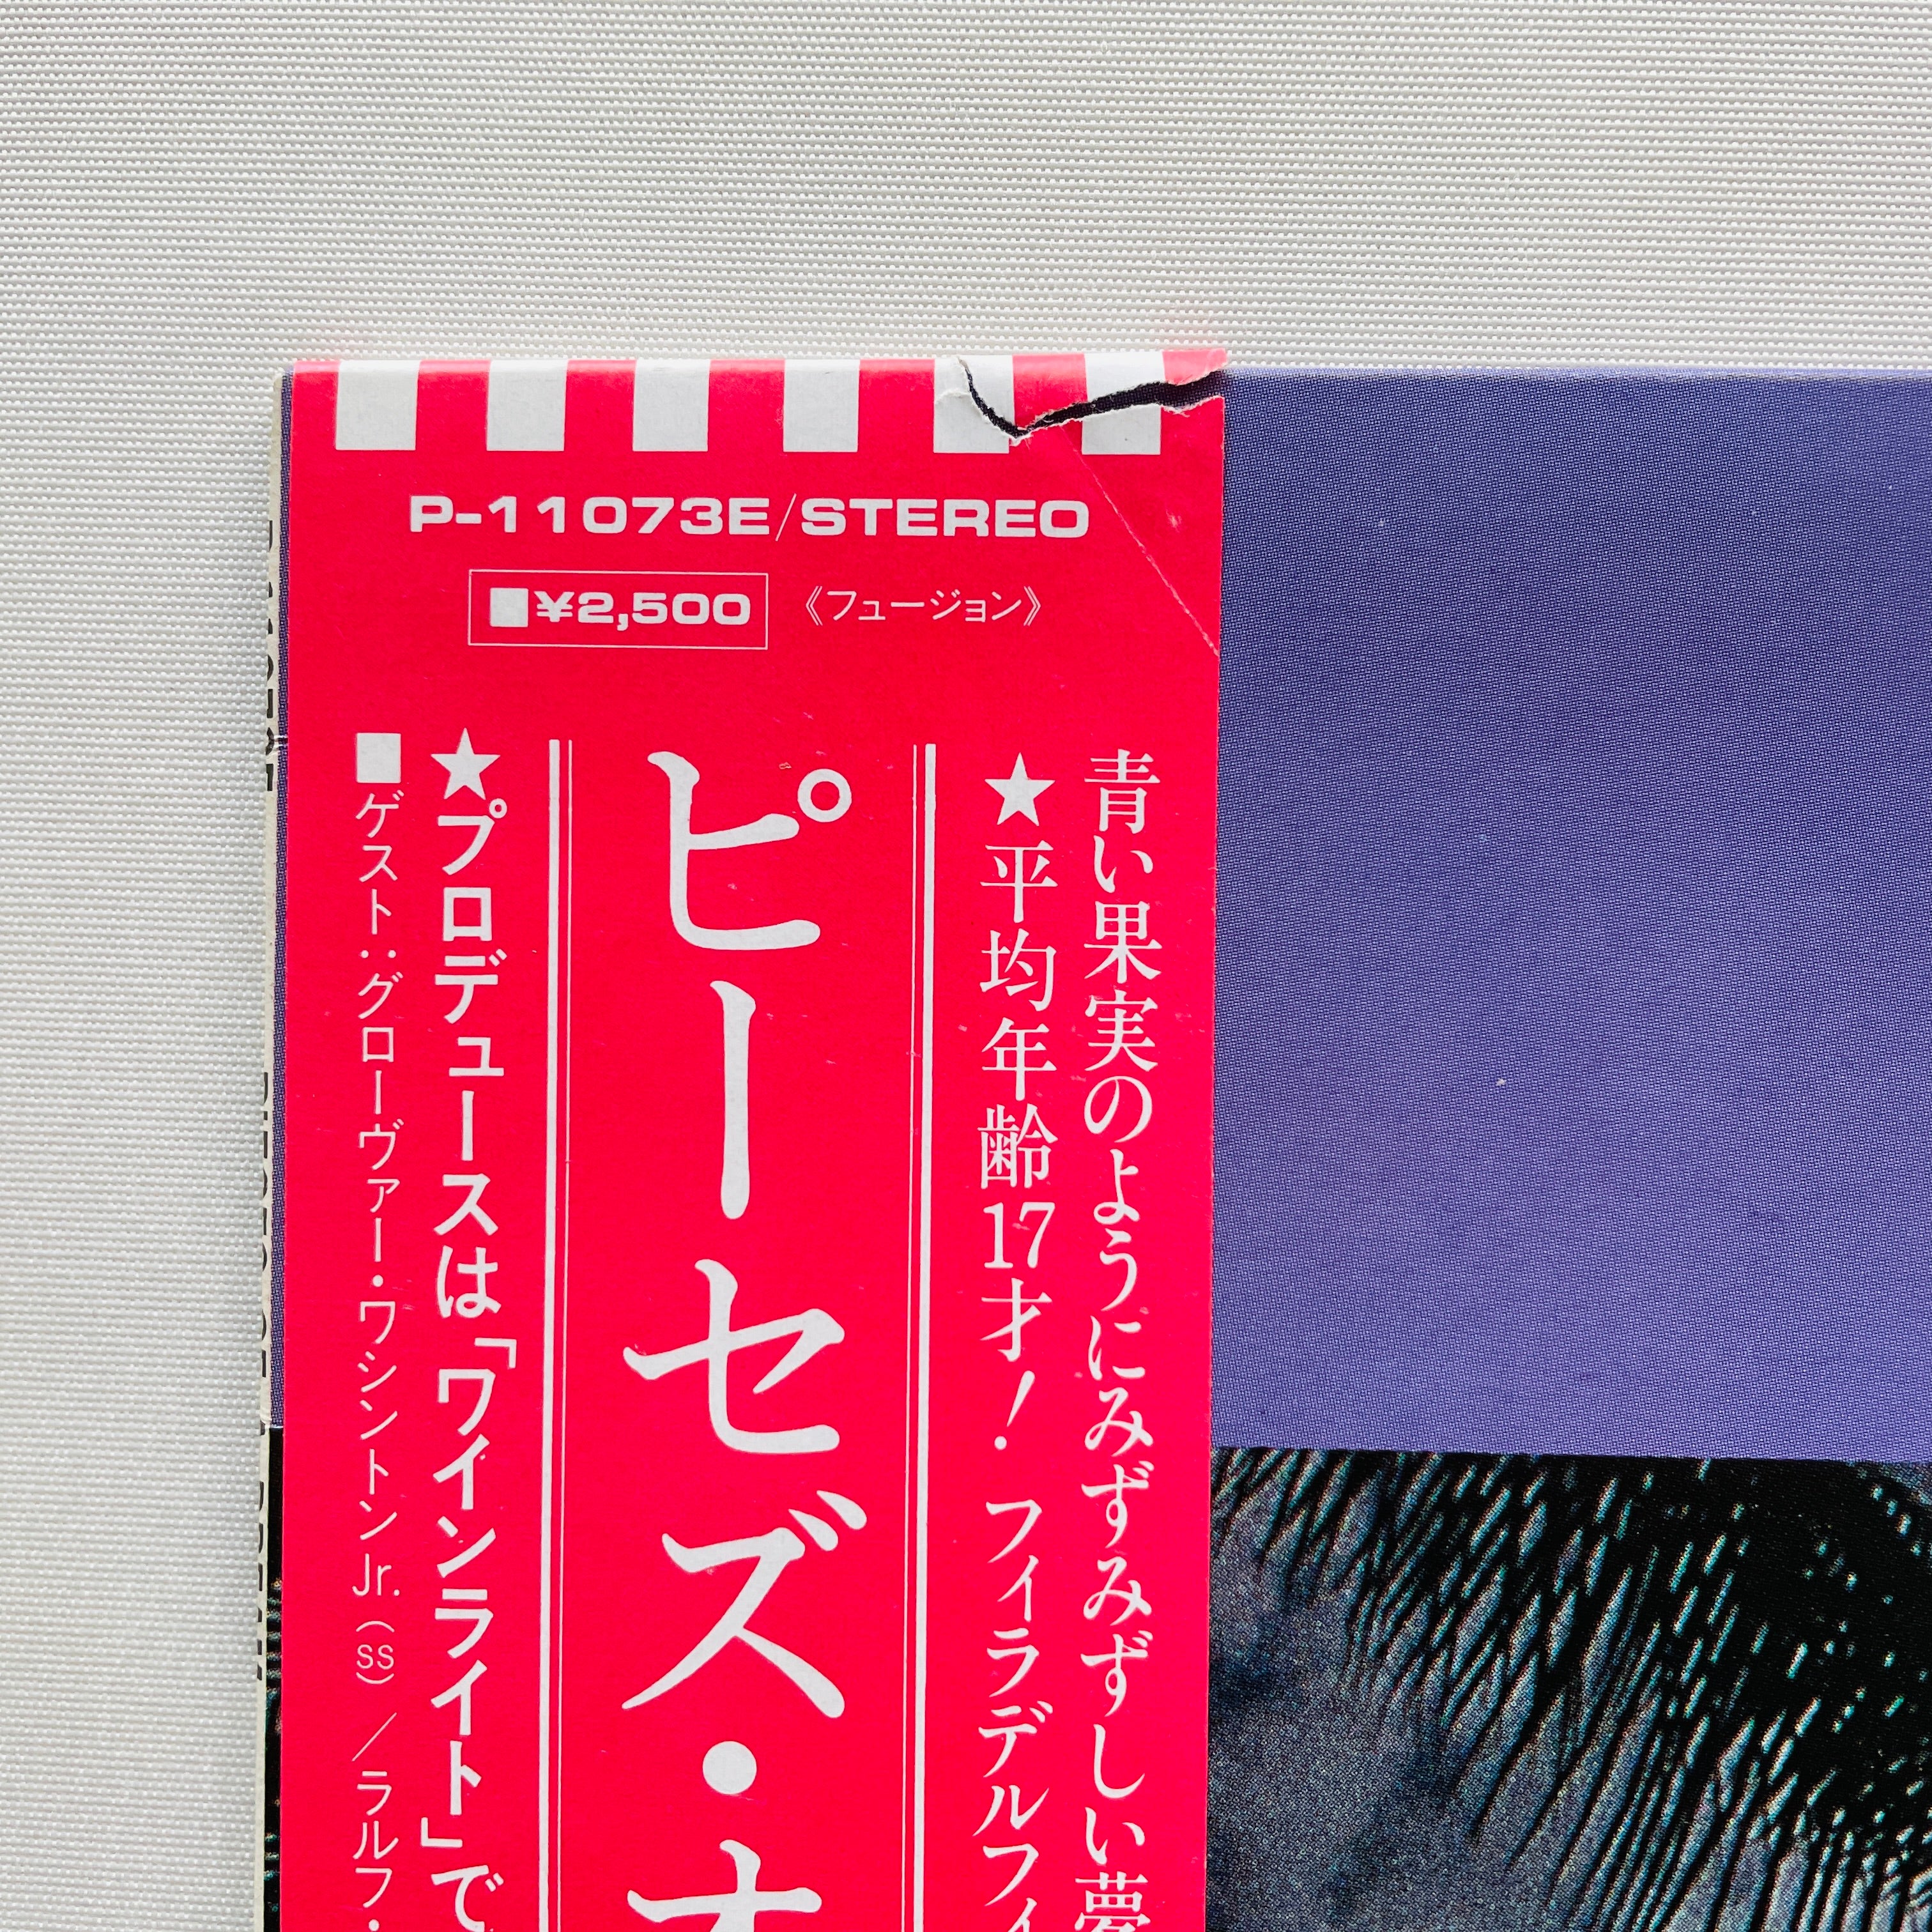 P-11073E/STEREO
■¥2,500 《フュージョン》
青い果実のようにみずみずしい夢
★平均年齢17才! フィラデルフィ
ピーセズ・オ
★プロデュースは「ワインライト」で
■ゲスト:グローヴァー・ワシントンJr.(ss)／ラルフ・